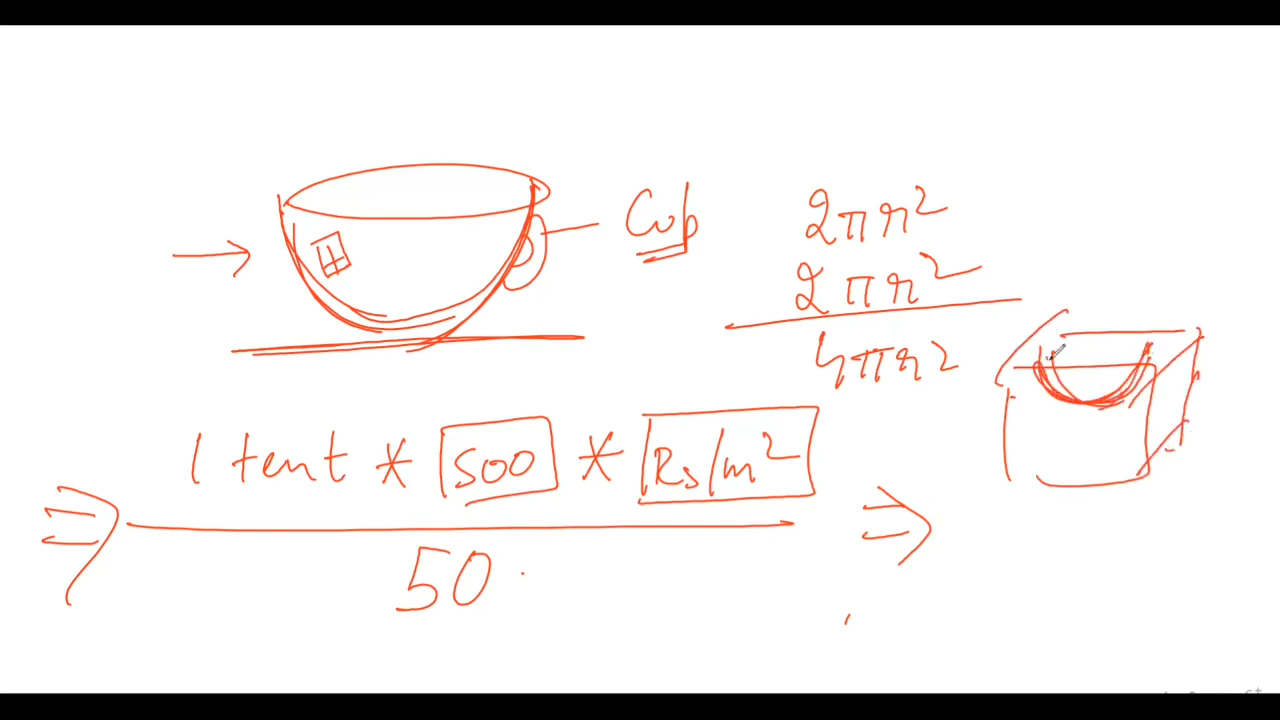 Cup
2πr²
2πr²
4πr²
1 tent * 500 * Rs/m²
⇒
⇒
50